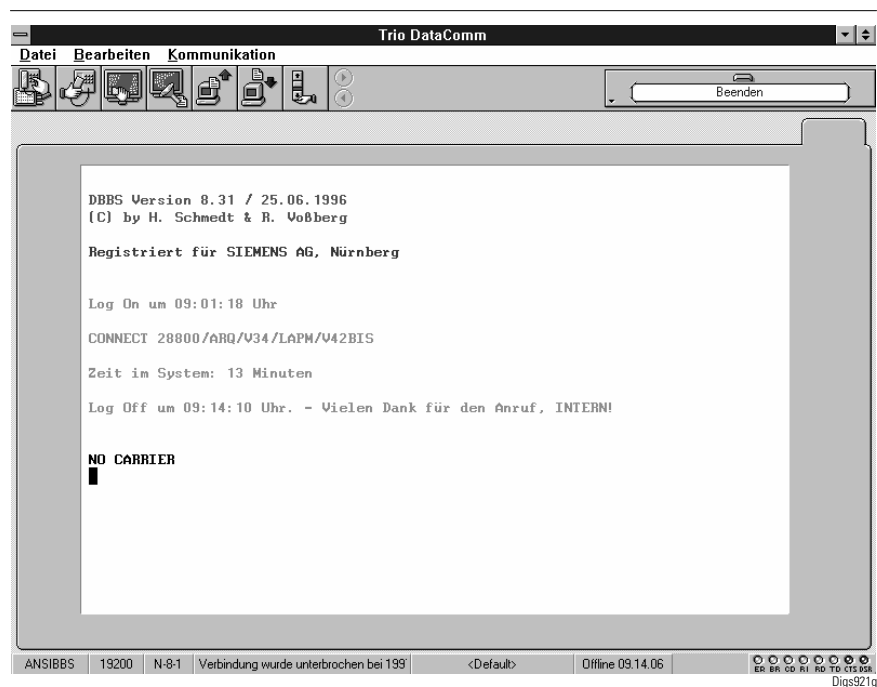 Trio DataComm
Datei Bearbeiten Kommunikation
Beenden
DBBS Version 8.31 / 25.06.1996
(C) by H. Schmedt & R. Voßberg
Registriert für SIEMENS AG, Nürnberg
Log On um 09:01:18 Uhr
CONNECT 28800/ARQ/V34/LAPM/V42BIS
Zeit im System: 13 Minuten
Log Off um 09:14:10 Uhr. - Vielen Dank für den Anruf, INTERN!
NO CARRIER
ANSIBBS 19200 N-8-1 Verbindung wurde unterbrochen bei 199 <Default> Offline 09.14.06
ER BR CD RI RD TD CTS DSR
Digs921g